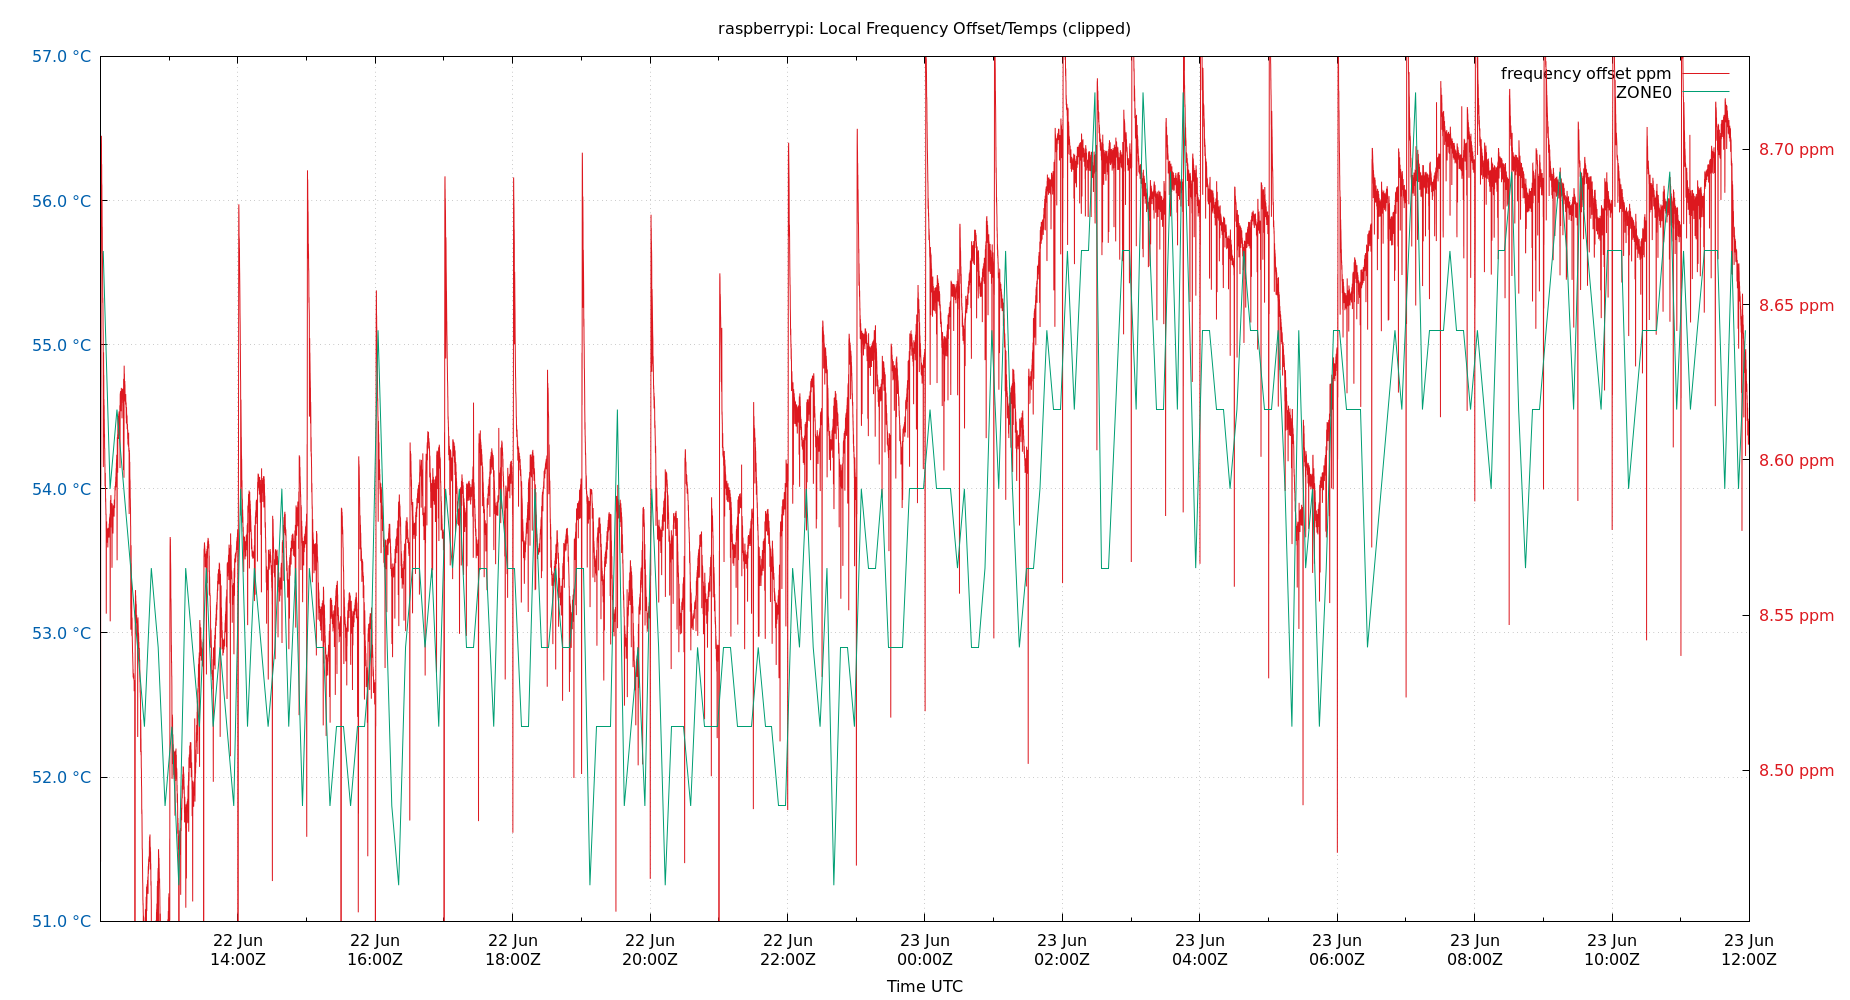 raspberrypi: Local Frequency Offset/Temps (clipped)
57.0 °C
56.0 °C
55.0 °C
54.0 °C
53.0 °C
52.0 °C
51.0 °C
frequency offset ppm
ZONE0
8.70 ppm
8.65 ppm
8.60 ppm
8.55 ppm
8.50 ppm
22 Jun 22 Jun 22 Jun 22 Jun 22 Jun 23 Jun 23 Jun 23 Jun 23 Jun 23 Jun 23 Jun 23 Jun
14:00Z 16:00Z 18:00Z 20:00Z 22:00Z 00:00Z 02:00Z 04:00Z 06:00Z 08:00Z 10:00Z 12:00Z
Time UTC